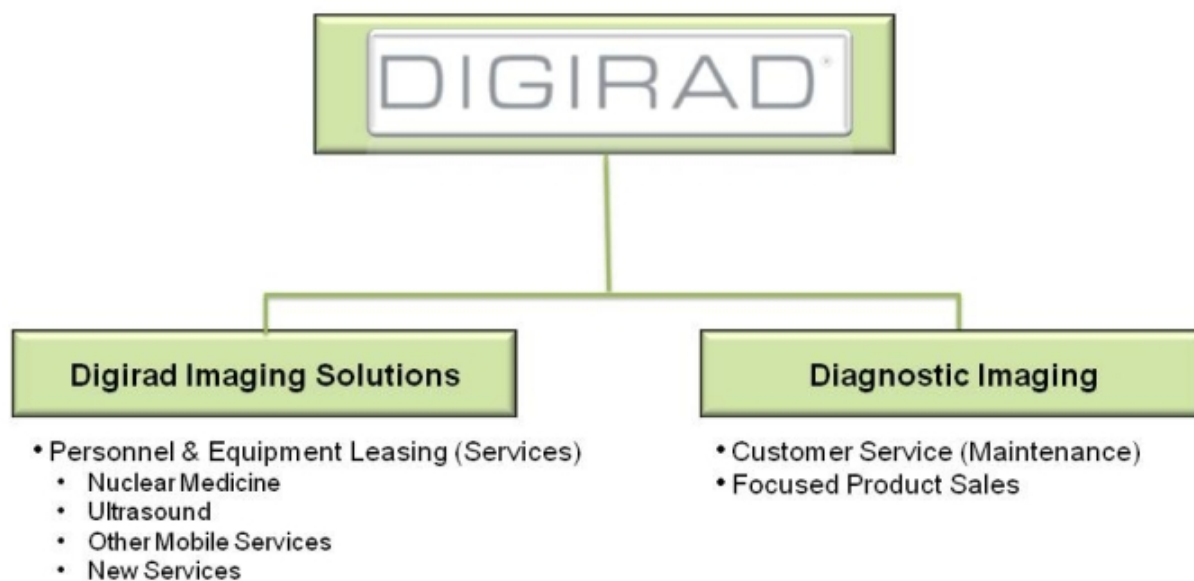 DIGIRAD®
Digirad Imaging Solutions
• Personnel & Equipment Leasing (Services)
• Nuclear Medicine
• Ultrasound
• Other Mobile Services
• New Services
Diagnostic Imaging
• Customer Service (Maintenance)
• Focused Product Sales